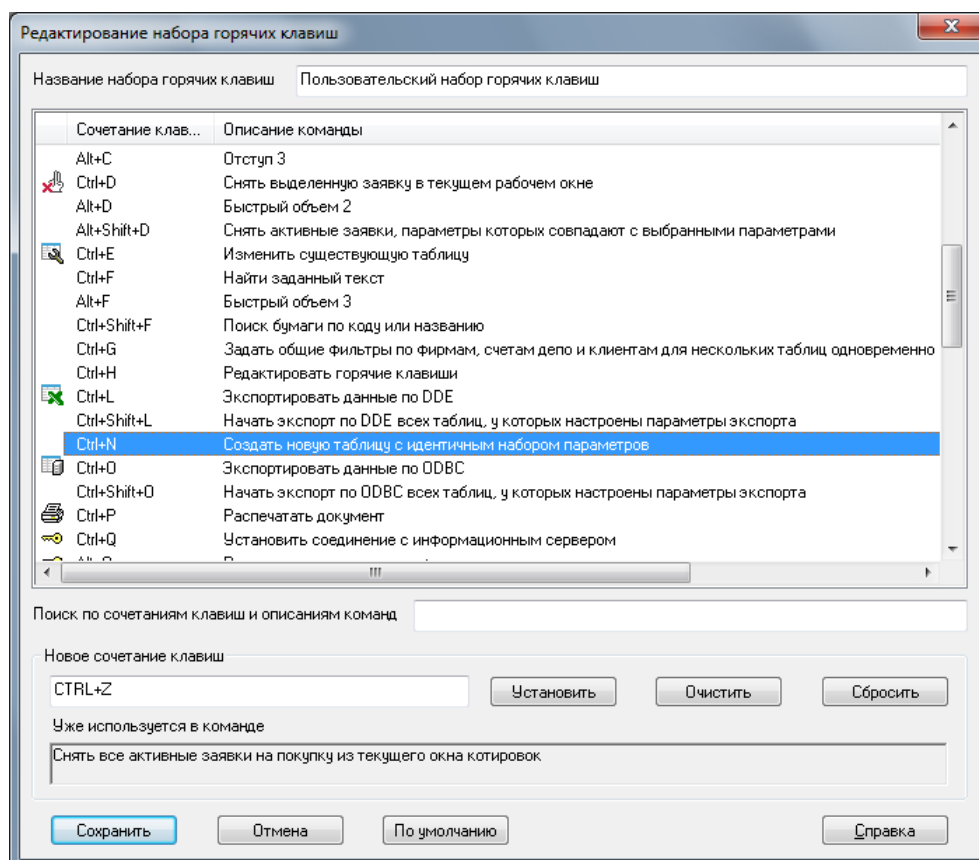 Редактирование набора горячих клавиш
Название набора горячих клавиш Пользовательский набор горячих клавиш
Сочетание клав... Описание команды
Alt+C Отступ 3
Ctrl+D Снять выделенную заявку в текущем рабочем окне
Alt+D Быстрый объем 2
Alt+Shift+D Снять активные заявки, параметры которых совпадают с выбранными параметрами
Ctrl+E Изменить существующую таблицу
Ctrl+F Найти заданный текст
Alt+F Быстрый объем 3
Ctrl+Shift+F Поиск бумаги по коду или названию
Ctrl+G Задать общие фильтры по фирмам, счетам депо и клиентам для нескольких таблиц одновременно
Ctrl+H Редактировать горячие клавиши
Ctrl+L Экспортировать данные по DDE
Ctrl+Shift+L Начать экспорт по DDE всех таблиц, у которых настроены параметры экспорта
Ctrl+N Создать новую таблицу с идентичным набором параметров
Ctrl+O Экспортировать данные по ODBC
Ctrl+Shift+O Начать экспорт по ODBC всех таблиц, у которых настроены параметры экспорта
Ctrl+P Распечатать документ
Ctrl+Q Установить соединение с информационным сервером
Поиск по сочетаниям клавиш и описаниям команд
Новое сочетание клавиш
CTRL+Z Установить Очистить Сбросить
Уже используется в команде
Снять все активные заявки на покупку из текущего окна котировок
Сохранить Отмена По умолчанию Справка